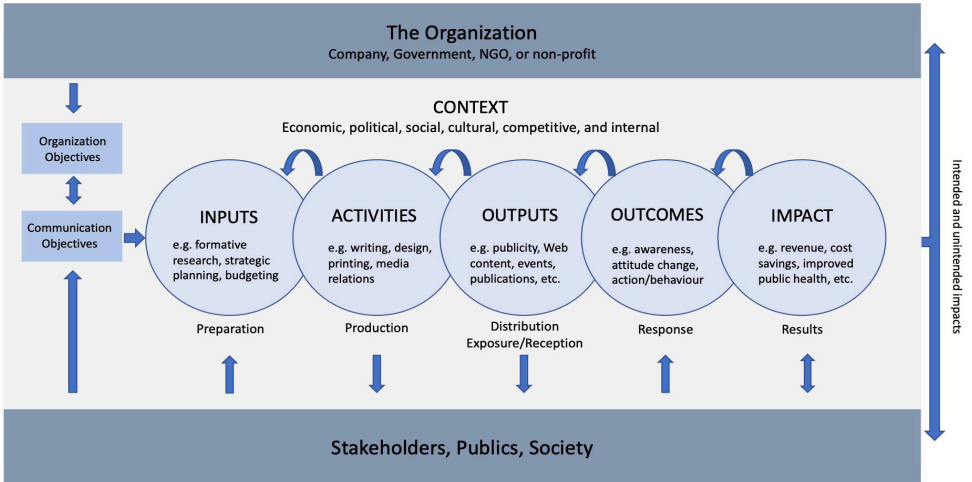 The Organization
Company, Government, NGO, or non-profit
CONTEXT
Economic, political, social, cultural, competitive, and internal
Organization
Objectives
Communication
Objectives
INPUTS
e.g. formative
research, strategic
planning, budgeting
Preparation
ACTIVITIES
e.g. writing, design,
printing, media
relations
Production
OUTPUTS
e.g. publicity, Web
content, events,
publications, etc.
Distribution
Exposure/Reception
OUTCOMES
e.g. awareness,
attitude change,
action/behaviour
Response
IMPACT
e.g. revenue, cost
savings, improved
public health, etc.
Results
Intended and unintended impacts
Stakeholders, Publics, Society